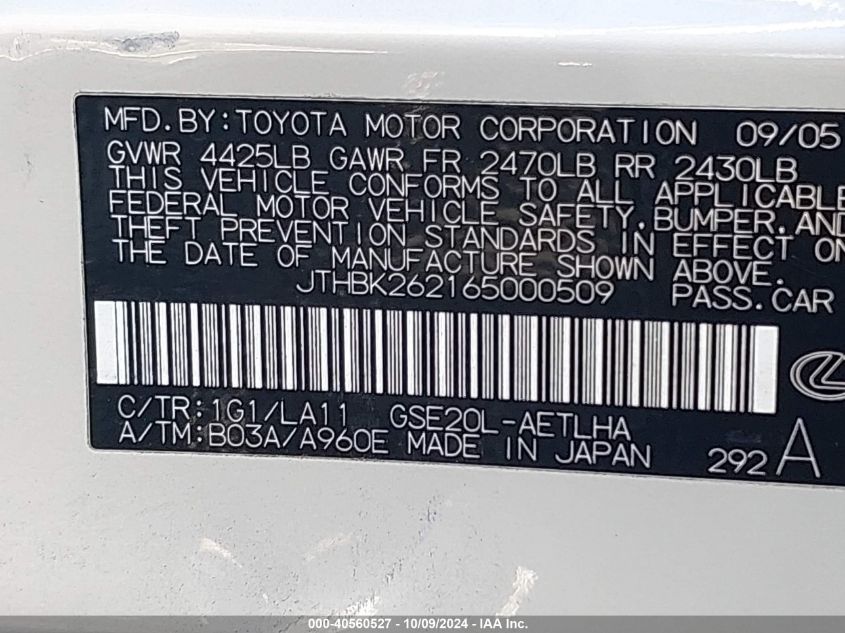 MFD.BY:TOYOTA MOTOR CORPORATION 09/05
GVWR 4425LB GAWR FR 2470LB RR 2430LB
THIS VEHICLE CONFORMS TO ALL APPLICABLE
FEDERAL MOTOR VEHICLE SAFETY,BUMPER,AND
THEFT PREVENTION STANDARDS IN EFFECT ON
THE DATE OF MANUFACTURE SHOWN ABOVE.
JTHBK262165000509 PASS.CAR
C/TR:1G1/LA11 GSE20L-AETLHA
A/TM:B03A/A960E MADE IN JAPAN 292 A
000-40560527 - 10/09/2024 - IAA Inc.